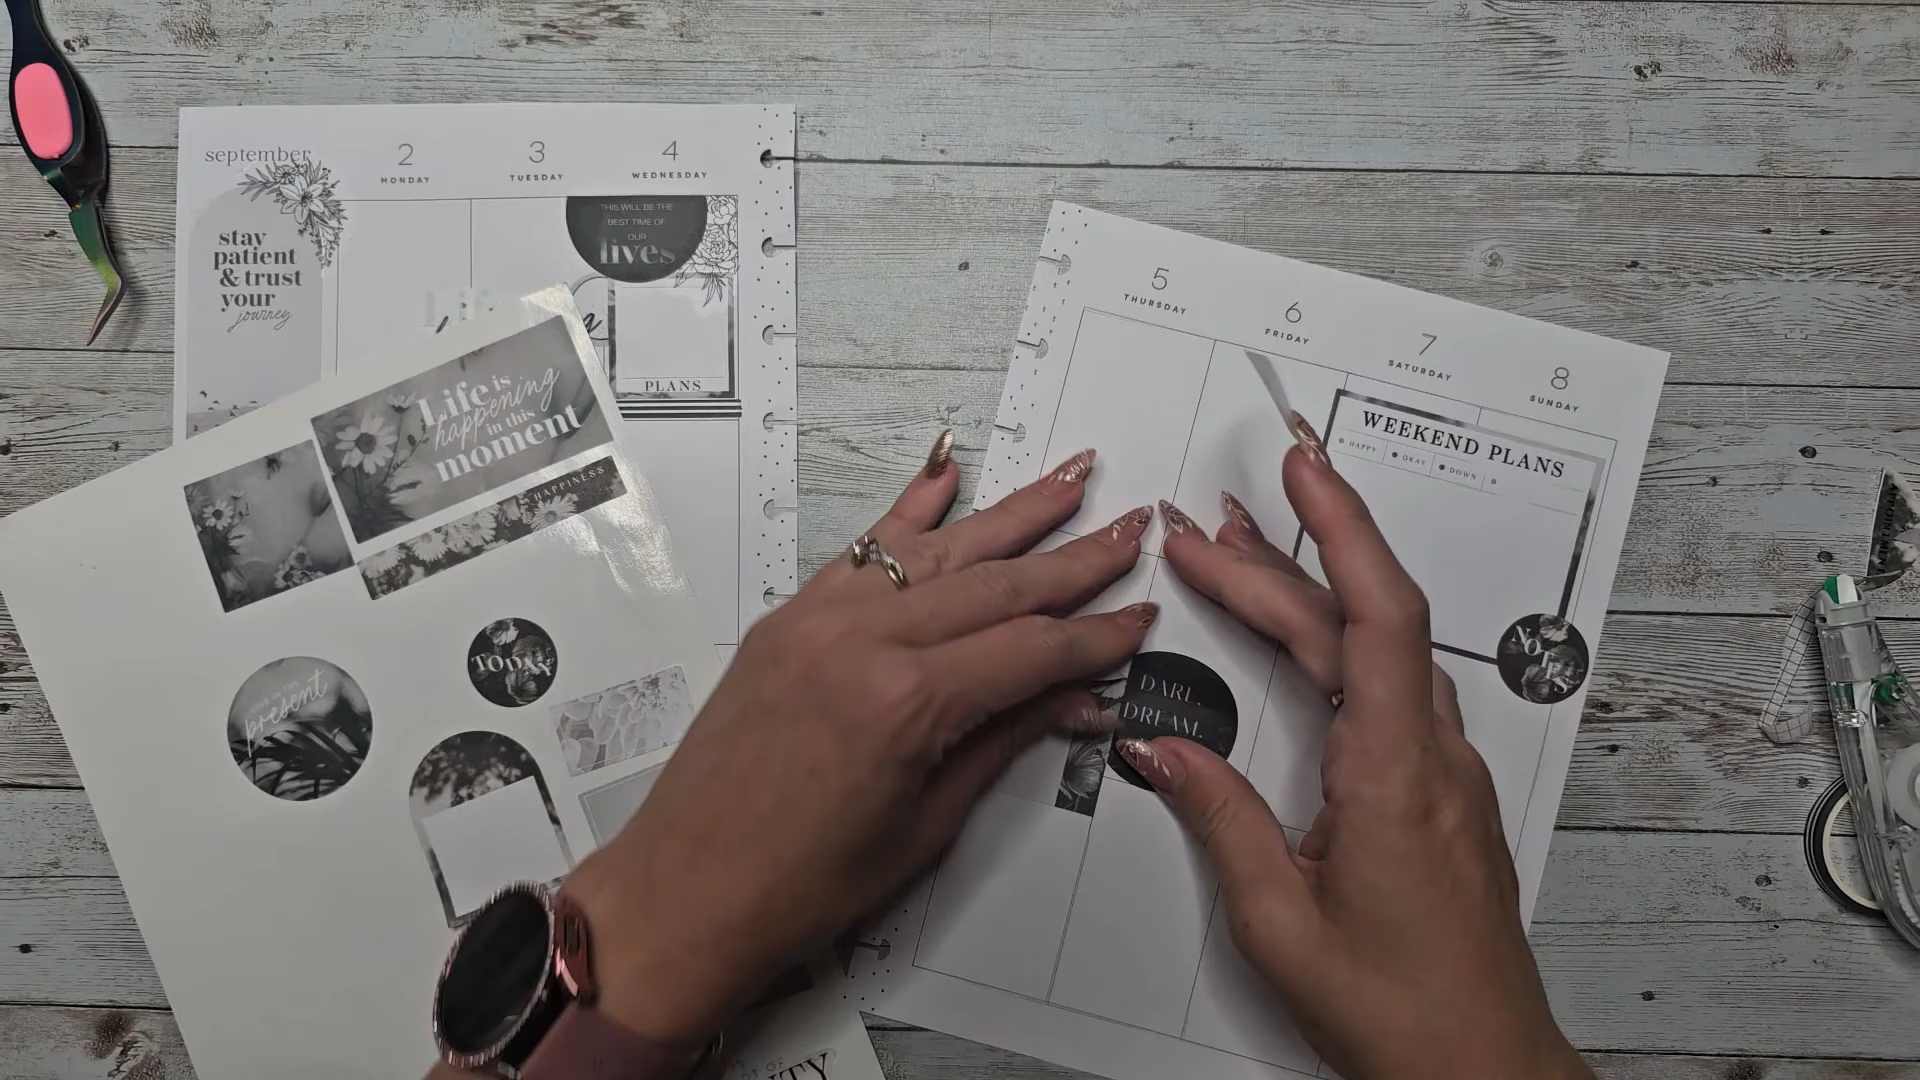 september
2
MONDAY
3
TUESDAY
4
WEDNESDAY
stay
patient
& trust
your
journey
THIS WILL BE THE
BEST TIME OF
OUR
lives
PLANS
Life is
happening
in this
moment
HAPPINESS
TODAY
present
5
THURSDAY
6
FRIDAY
7
SATURDAY
8
SUNDAY
WEEKEND PLANS
HAPPY
OKAY
DOWN
NOTES
DARE.
DREAM.